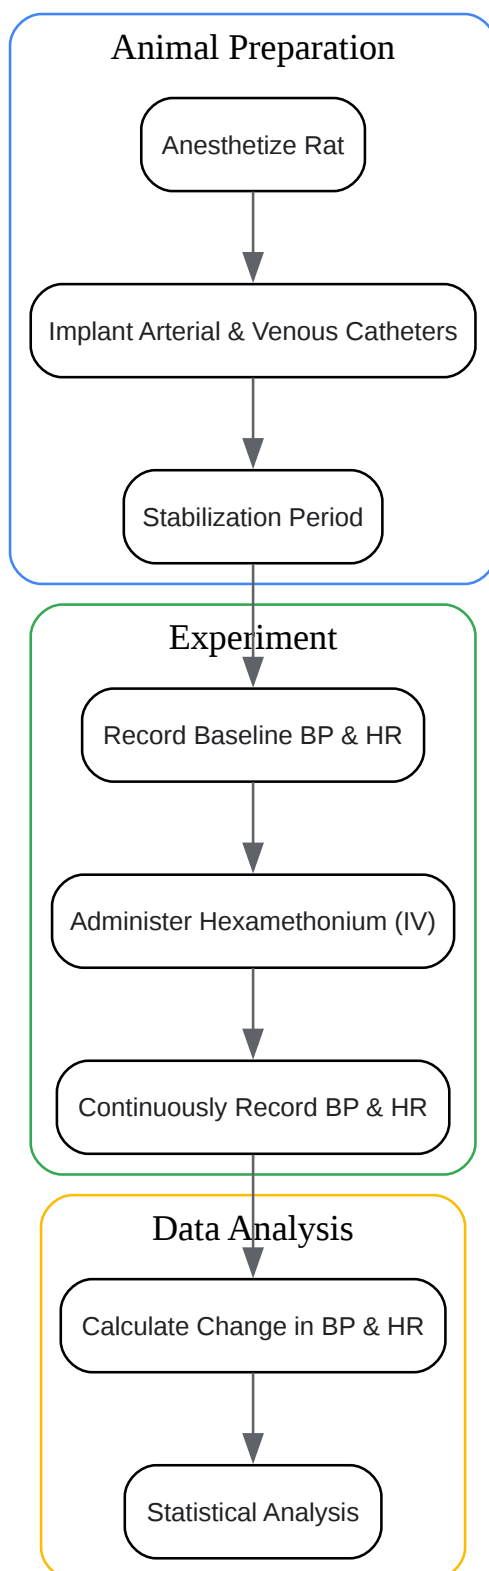 Animal Preparation
Anesthetize Rat
Implant Arterial & Venous Catheters
Stabilization Period
Experiment
Record Baseline BP & HR
Administer Hexamethonium (IV)
Continuously Record BP & HR
Data Analysis
Calculate Change in BP & HR
Statistical Analysis